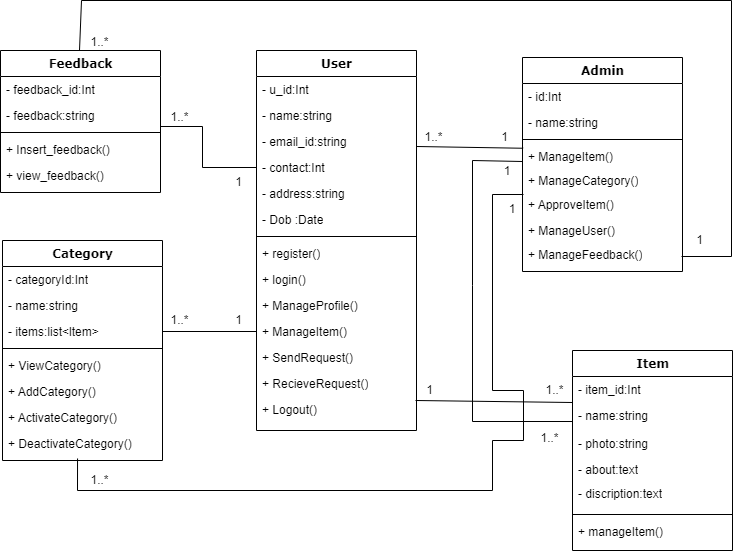 1..*
Feedback
- feedback_id:Int
- feedback:string
+ Insert_feedback()
+ view_feedback()
1..*
1
User
- u_id:Int
- name:string
- email_id:string
- contact:Int
- address:string
- Dob :Date
+ register()
+ login()
+ ManageProfile()
+ ManageItem()
+ SendRequest()
+ RecieveRequest()
+ Logout()
1..*
1
1
1
Admin
- id:Int
- name:string
+ ManageItem()
+ ManageCategory()
+ ApproveItem()
+ ManageUser()
+ ManageFeedback()
1
Category
- categoryId:Int
- name:string
- items:list<Item>
+ ViewCategory()
+ AddCategory()
+ ActivateCategory()
+ DeactivateCategory()
1..*
1
1..*
1
1..*
1..*
Item
- item_id:Int
- name:string
- photo:string
- about:text
- discription:text
+ manageItem()